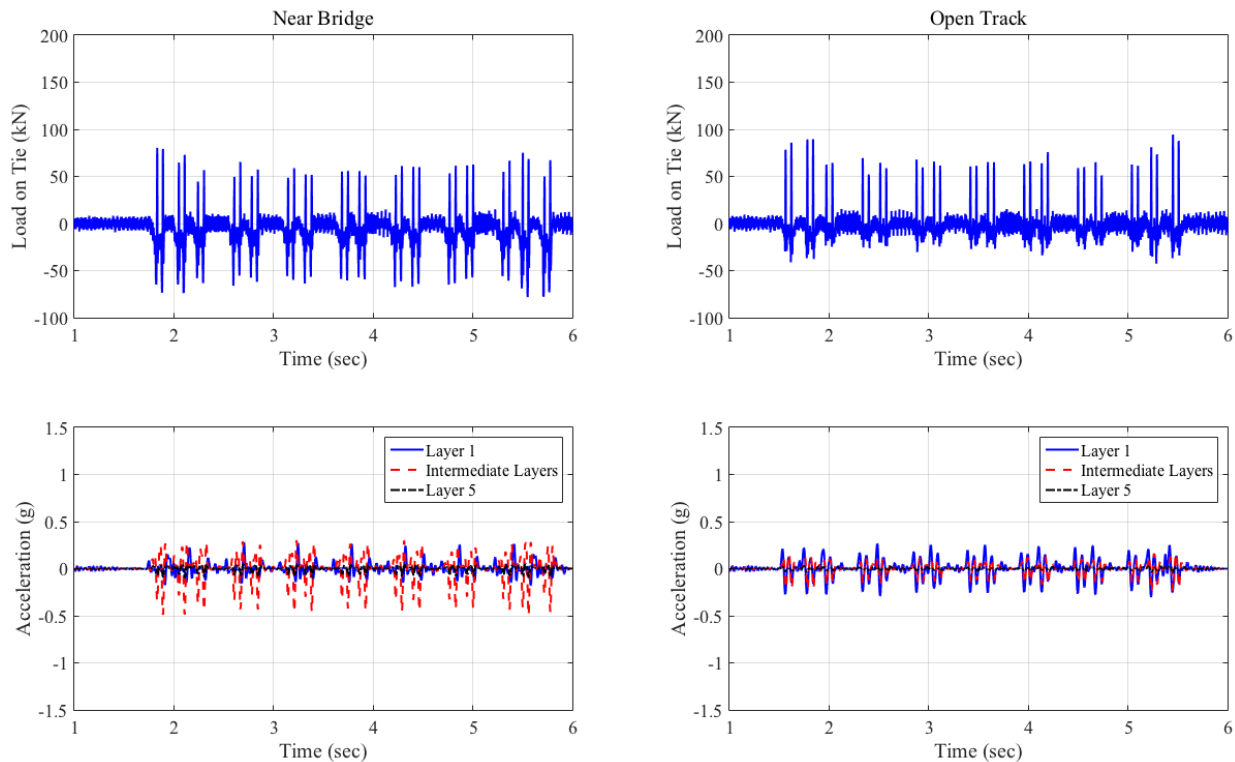 Near Bridge
200
150
100
50
0
-50
-100
Load on Tie (kN)
1 2 3 4 5 6
Time (sec)
Open Track
200
150
100
50
0
-50
-100
Load on Tie (kN)
1 2 3 4 5 6
Time (sec)
1.5
1
0.5
0
-0.5
-1
-1.5
Acceleration (g)
Layer 1
Intermediate Layers
Layer 5
1 2 3 4 5 6
Time (sec)
1.5
1
0.5
0
-0.5
-1
-1.5
Acceleration (g)
Layer 1
Intermediate Layers
Layer 5
1 2 3 4 5 6
Time (sec)